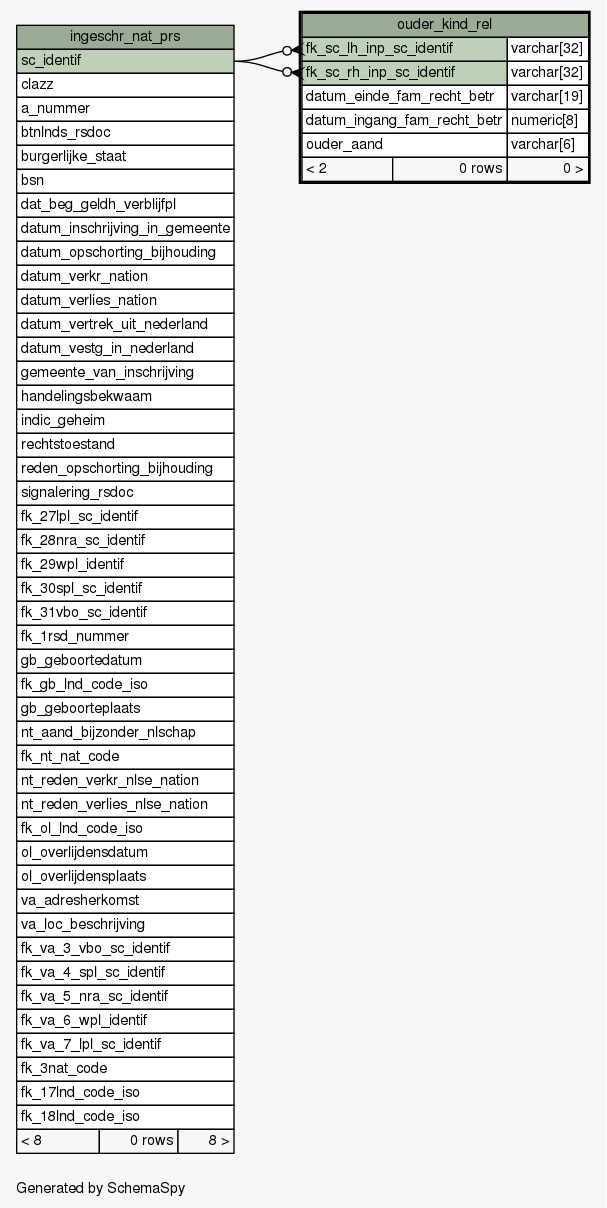 ingeschr_nat_prs
sc_identif
clazz
a_nummer
btnlnds_rsdoc
burgerlijke_staat
bsn
dat_beg_geldh_verblijfpl
datum_inschrijving_in_gemeente
datum_opschorting_bijhouding
datum_verkr_nation
datum_verlies_nation
datum_vertrek_uit_nederland
datum_vestg_in_nederland
gemeente_van_inschrijving
handelingsbekwaam
indic_geheim
rechtstoestand
reden_opschorting_bijhouding
signalering_rsdoc
fk_27lpl_sc_identif
fk_28nra_sc_identif
fk_29wpl_identif
fk_30spl_sc_identif
fk_31vbo_sc_identif
fk_1rsd_nummer
gb_geboortedatum
fk_gb_lnd_code_iso
gb_geboorteplaats
nt_aand_bijzonder_nlschap
fk_nt_nat_code
nt_reden_verkr_nlse_nation
nt_reden_verlies_nlse_nation
fk_ol_lnd_code_iso
ol_overlijdensdatum
ol_overlijdensplaats
va_adresherkomst
va_loc_beschrijving
fk_va_3_vbo_sc_identif
fk_va_4_spl_sc_identif
fk_va_5_nra_sc_identif
fk_va_6_wpl_identif
fk_va_7_lpl_sc_identif
fk_3nat_code
fk_17lnd_code_iso
fk_18lnd_code_iso
< 8 0 rows 8 >
ouder_kind_rel
fk_sc_lh_inp_sc_identif varchar[32]
fk_sc_rh_inp_sc_identif varchar[32]
datum_einde_fam_recht_betr varchar[19]
datum_ingang_fam_recht_betr numeric[8]
ouder_aand varchar[6]
< 2 0 rows 0 >
Generated by SchemaSpy